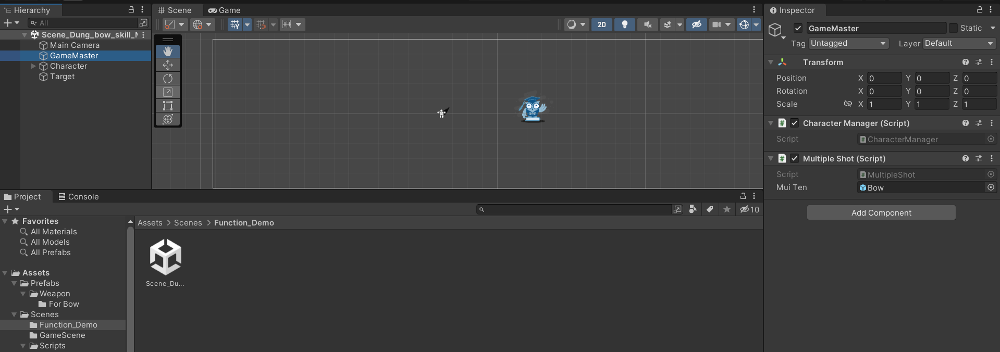 Hierarchy
All
Scene_Dung_bow_skill_M
Main Camera
GameMaster
Character
Target
Scene
Game
2D
Inspector
GameMaster
Static
Tag Untagged Layer Default
Transform
Position X 0 Y 0 Z 0
Rotation X 0 Y 0 Z 0
Scale X 1 Y 1 Z 1
Character Manager (Script)
Script CharacterManager
Multiple Shot (Script)
Script MultipleShot
Mui Ten Bow
Add Component
Project
Console
10
Favorites
All Materials
All Models
All Prefabs
Assets
Prefabs
Weapon
For Bow
Scenes
Function_Demo
GameScene
Scripts
Assets > Scenes > Function_Demo
Scene_Du...